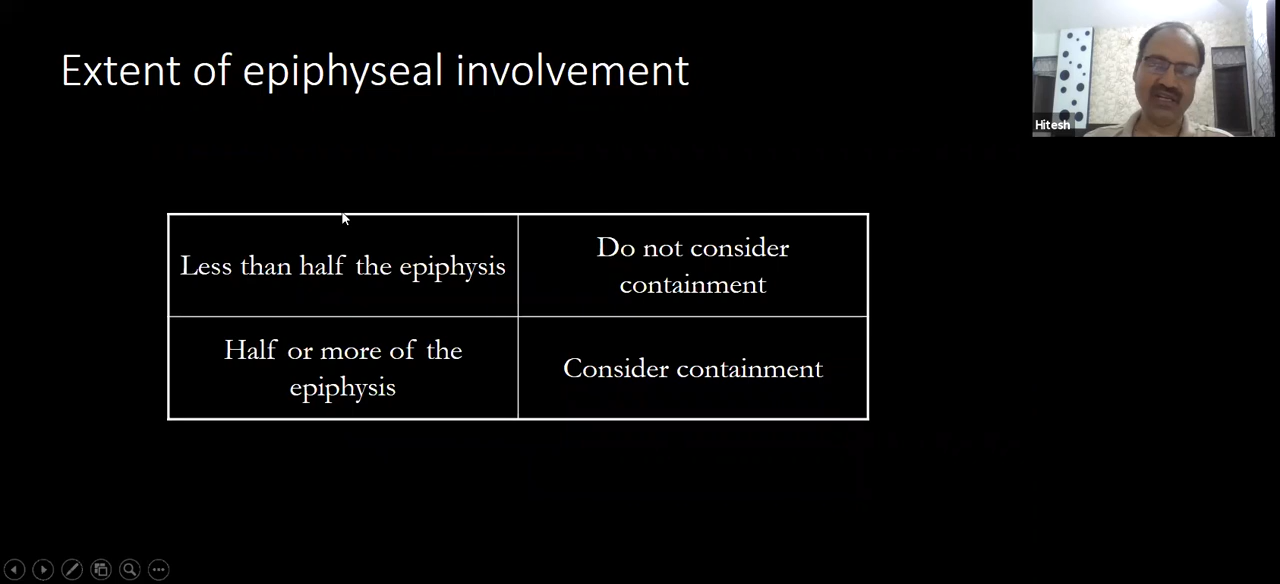 Extent of epiphyseal involvement
Hitesh
Less than half the epiphysis
Do not consider
containment
Half or more of the
epiphysis
Consider containment